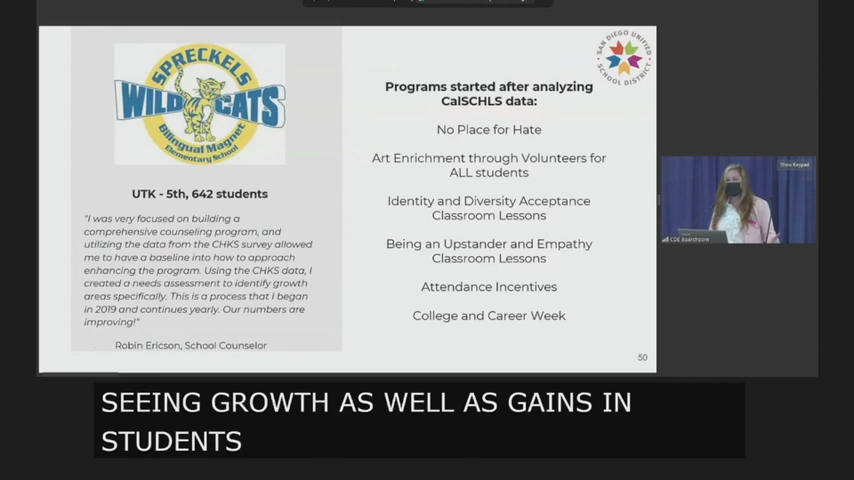 SPRECKELS
WILDCATS
Bilingual Magnet
Elementary School
UTK - 5th, 642 students
"I was very focused on building a
comprehensive counseling program, and
utilizing the data from the CHKS survey allowed
me to have a baseline into how to approach
enhancing the program. Using the CHKS data, I
created a needs assessment to identify growth
areas specifically. This is a process that I began
in 2019 and continues yearly. Our numbers are
improving!"
Robin Ericson, School Counselor
SAN DIEGO UNIFIED
SCHOOL DISTRICT
Programs started after analyzing
CalSCHLS data:
No Place for Hate
Art Enrichment through Volunteers for
ALL students
Identity and Diversity Acceptance
Classroom Lessons
Being an Upstander and Empathy
Classroom Lessons
Attendance Incentives
College and Career Week
50
Show Keypad
CDE Boardroom
SEEING GROWTH AS WELL AS GAINS IN
STUDENTS